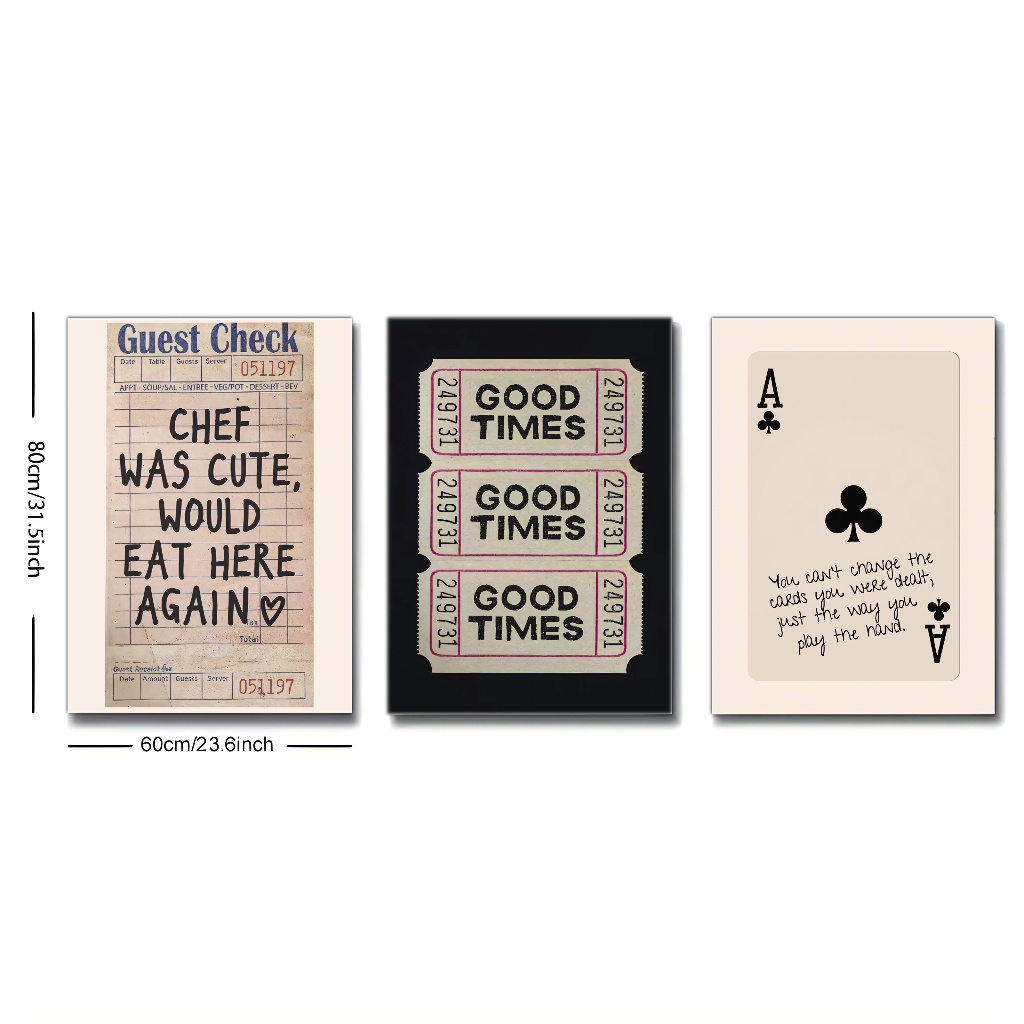 80cm/31.5inch
Guest Check
Date Table Guests Server 051197
APPT - SOUP/SAL - ENTREE - VEG/POT - DESSERT - BEV
CHEF
WAS CUTE,
WOULD
EAT HERE
AGAIN
Tax
Total
Guest Receipt
Date Amount Guests Server 051197
60cm/23.6inch
249731 GOOD TIMES 249731
249731 GOOD TIMES 249731
249731 GOOD TIMES 249731
A
You can't change the
cards you were dealt,
just the way you
play the hand.
A